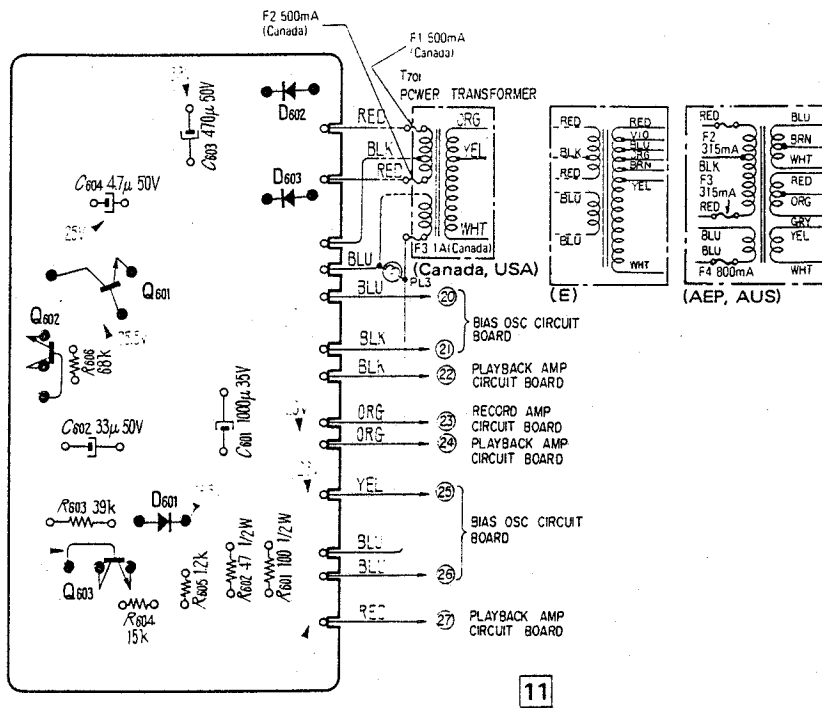 F2 500mA
(Canada)
F1 500mA
(Canada)
T701
POWER TRANSFORMER
D602
C603 470μ 50V
RED
BLK
RED
ORG
YEL
WHT
F3 1A (Canada)
(Canada, USA)
RED
BLK
RED
BLU
BLU
RED
VIO
BLU
ORG
BRN
YEL
WHT
(E)
RED
F2
315mA
BLK
F3
315mA
RED
BLU
BLU
F4 800mA
BLU
BRN
WHT
RED
ORG
GRY
YEL
WHT
(AEP, AUS)
D603
C604 4.7μ 50V
25V
Q601
25.5V
Q602
R606
68k
BLU
PL3
BLU
20
BLK
21
BIAS OSC CIRCUIT
BOARD
BLK
22
PLAYBACK AMP
CIRCUIT BOARD
C601 1000μ 35V
ORG
23
RECORD AMP
CIRCUIT BOARD
ORG
24
PLAYBACK AMP
CIRCUIT BOARD
C602 33μ 50V
YEL
25
BIAS OSC CIRCUIT
BOARD
BLU
BLU
26
R603 39k
D601
Q603
R604
15k
R605 1.2k
R602 47 1/2W
R601 100 1/2W
RED
27
PLAYBACK AMP
CIRCUIT BOARD
11